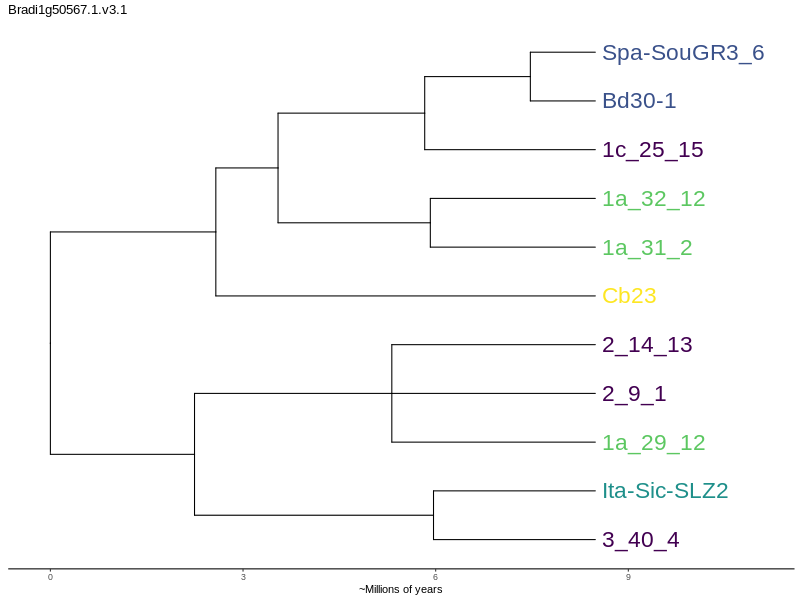 Bradi1g50567.1.v3.1
Spa-SouGR3_6
Bd30-1
1c_25_15
1a_32_12
1a_31_2
Cb23
2_14_13
2_9_1
1a_29_12
Ita-Sic-SLZ2
3_40_4
0 3 6 9
~Millions of years